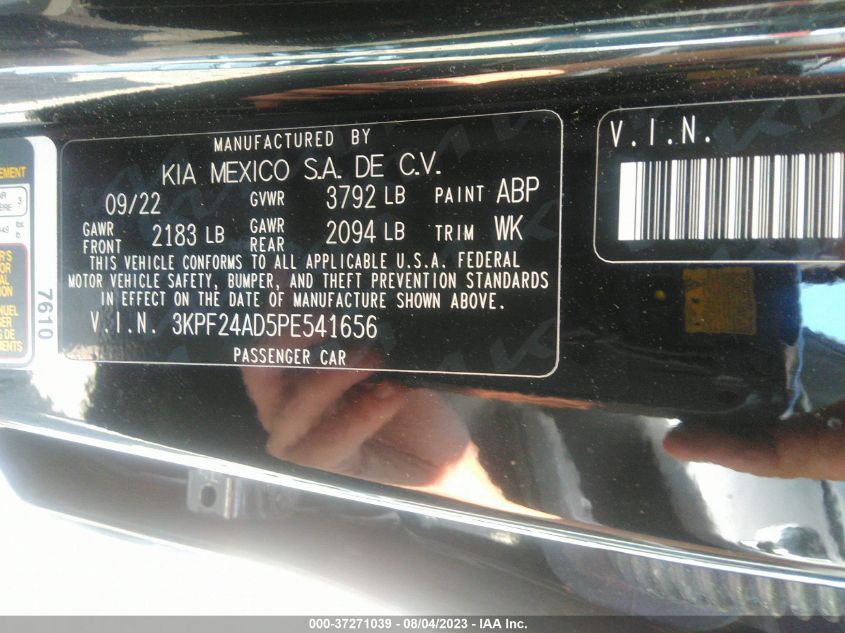 MANUFACTURED BY
KIA MEXICO S.A. DE C.V.
09/22 GVWR 3792 LB PAINT ABP
GAWR FRONT 2183 LB GAWR REAR 2094 LB TRIM WK
THIS VEHICLE CONFORMS TO ALL APPLICABLE U.S.A. FEDERAL
MOTOR VEHICLE SAFETY, BUMPER, AND THEFT PREVENTION STANDARDS
IN EFFECT ON THE DATE OF MANUFACTURE SHOWN ABOVE.
V.I.N. 3KPF24AD5PE541656
PASSENGER CAR
V.I.N.
7610
3
lbs.
000-37271039 - 08/04/2023 - IAA Inc.